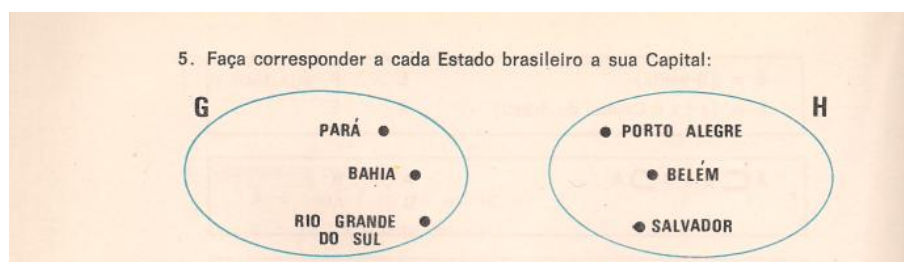 5. Faça corresponder a cada Estado brasileiro a sua Capital:
G
H
PARÁ
PORTO ALEGRE
BAHIA
BELÉM
RIO GRANDE
DO SUL
SALVADOR